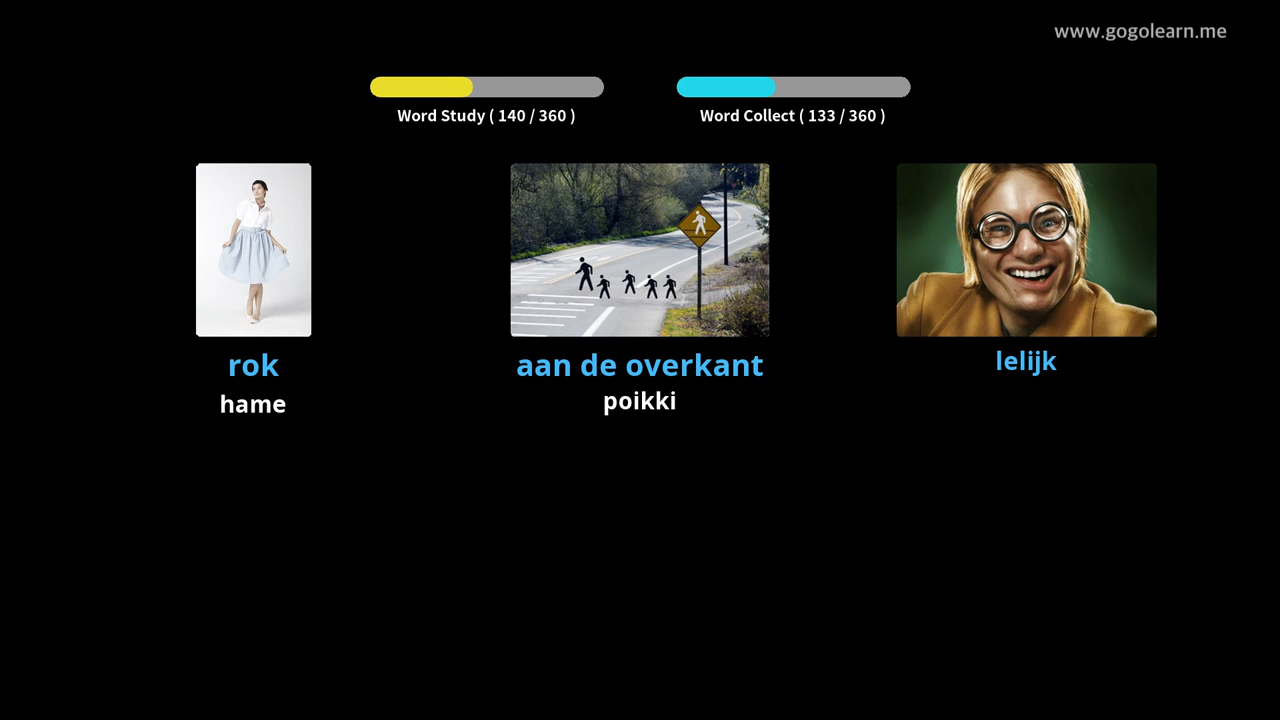 www.gogolearn.me
Word Study ( 140 / 360 )
Word Collect ( 133 / 360 )
rok
hame
aan de overkant
poikki
lelijk